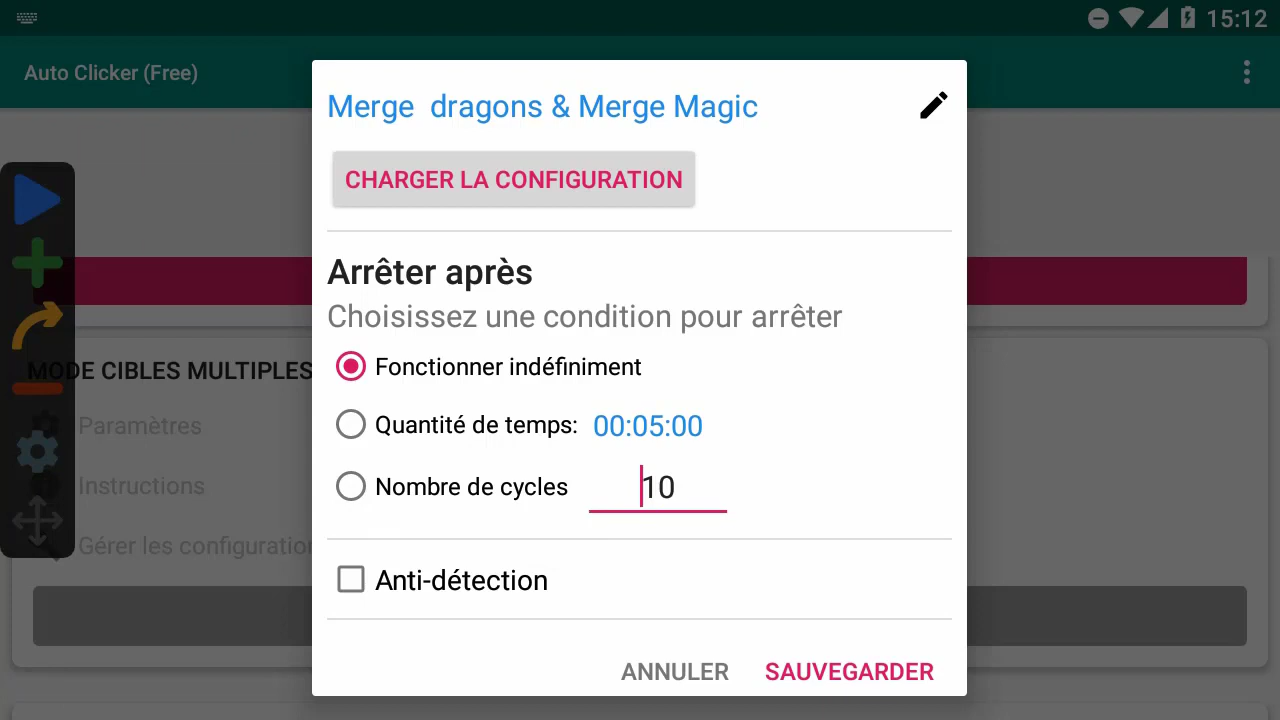 15:12
Auto Clicker (Free)
Merge dragons & Merge Magic
CHARGER LA CONFIGURATION
Arrêter après
Choisissez une condition pour arrêter
Fonctionner indéfiniment
Quantité de temps: 00:05:00
Nombre de cycles 10
Anti-détection
ANNULER SAUVEGARDER
MODE CIBLES MULTIPLES
Paramètres
Instructions
Gérer les configuration